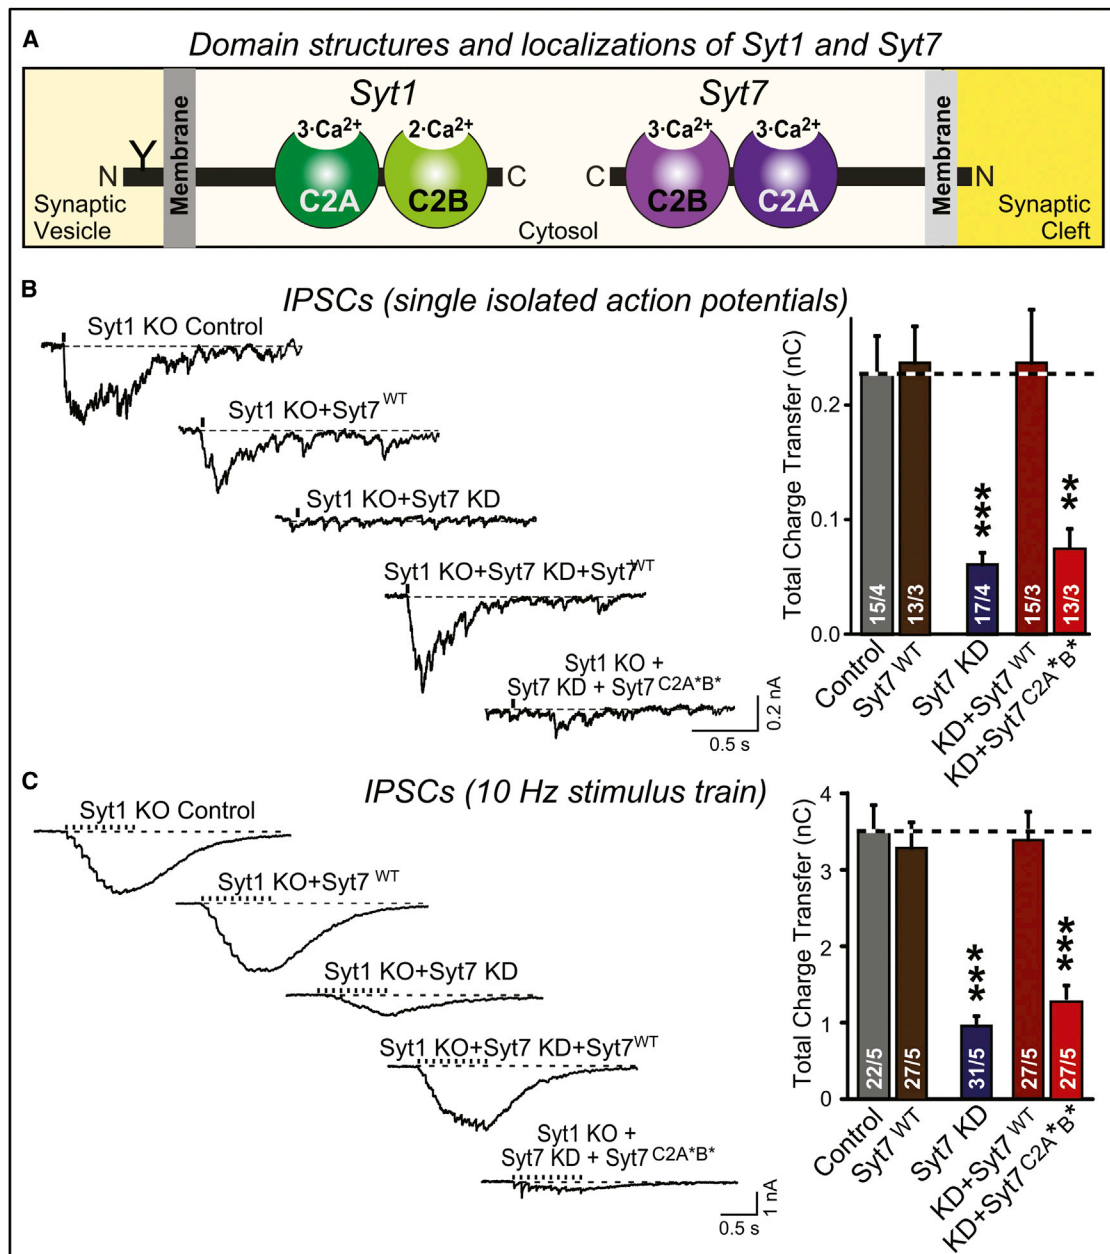 A
Domain structures and localizations of Syt1 and Syt7
Syt1
Syt7
Membrane
Membrane
3·Ca²⁺
2·Ca²⁺
3·Ca²⁺
3·Ca²⁺
N
Y
C2A
C2B
C
C
C2B
C2A
N
Synaptic
Vesicle
Cytosol
Synaptic
Cleft
B
IPSCs (single isolated action potentials)
Syt1 KO Control
Syt1 KO+Syt7 WT
Syt1 KO+Syt7 KD
Syt1 KO+Syt7 KD+Syt7 WT
Syt1 KO +
Syt7 KD + Syt7 C2A*B*
0.2 nA
0.5 s
Total Charge Transfer (nC)
0.2
0.1
0.0
***
**
15/4
13/3
17/4
15/3
13/3
Control
Syt7 WT
Syt7 KD
KD+Syt7 WT
KD+Syt7 C2A*B*
C
IPSCs (10 Hz stimulus train)
Syt1 KO Control
Syt1 KO+Syt7 WT
Syt1 KO+Syt7 KD
Syt1 KO+Syt7 KD+Syt7 WT
Syt1 KO +
Syt7 KD + Syt7 C2A*B*
1 nA
0.5 s
Total Charge Transfer (nC)
4
3
2
1
0
***
***
22/5
27/5
31/5
27/5
27/5
Control
Syt7 WT
Syt7 KD
KD+Syt7 WT
KD+Syt7 C2A*B*